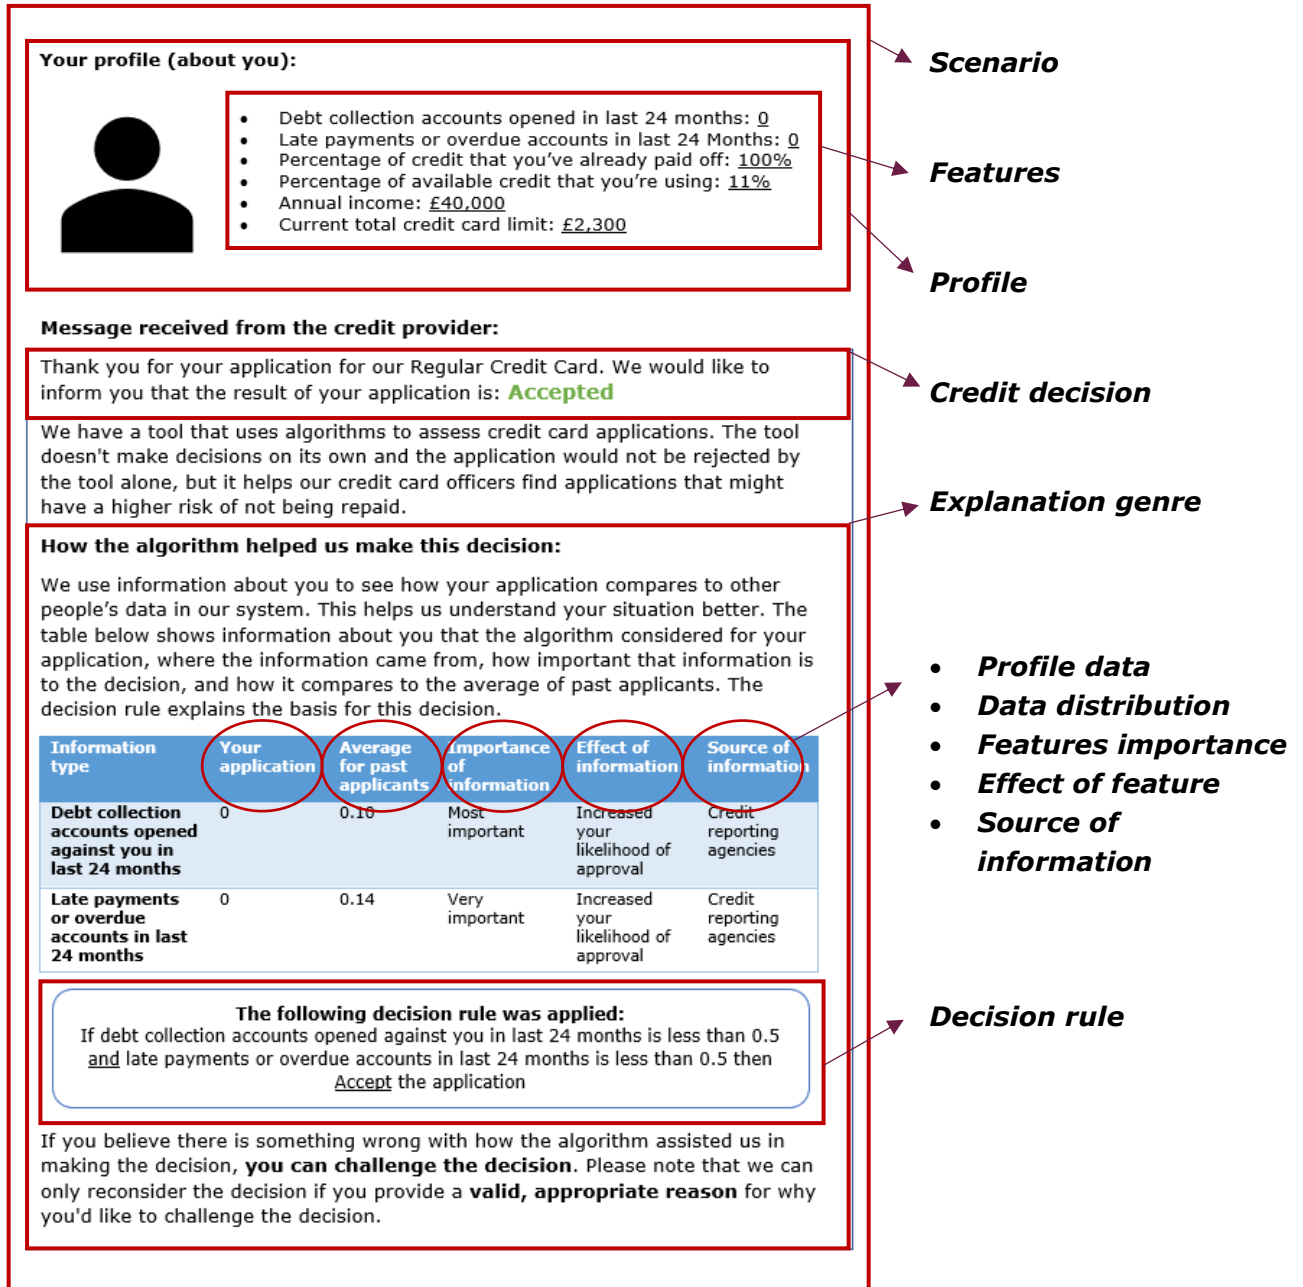 Your profile (about you):
• Debt collection accounts opened in last 24 months: 0
• Late payments or overdue accounts in last 24 Months: 0
• Percentage of credit that you've already paid off: 100%
• Percentage of available credit that you're using: 11%
• Annual income: £40,000
• Current total credit card limit: £2,300
Message received from the credit provider:
Thank you for your application for our Regular Credit Card. We would like to
inform you that the result of your application is: Accepted
We have a tool that uses algorithms to assess credit card applications. The tool
doesn't make decisions on its own and the application would not be rejected by
the tool alone, but it helps our credit card officers find applications that might
have a higher risk of not being repaid.
How the algorithm helped us make this decision:
We use information about you to see how your application compares to other
people's data in our system. This helps us understand your situation better. The
table below shows information about you that the algorithm considered for your
application, where the information came from, how important that information is
to the decision, and how it compares to the average of past applicants. The
decision rule explains the basis for this decision.
Information
type
Your
application
Average
for past
applicants
Importance
of
information
Effect of
information
Source of
information
Debt collection
accounts opened
against you in
last 24 months
0
0.10
Most
important
Increased
your
likelihood of
approval
Credit
reporting
agencies
Late payments
or overdue
accounts in last
24 months
0
0.14
Very
important
Increased
your
likelihood of
approval
Credit
reporting
agencies
The following decision rule was applied:
If debt collection accounts opened against you in last 24 months is less than 0.5
and late payments or overdue accounts in last 24 months is less than 0.5 then
Accept the application
If you believe there is something wrong with how the algorithm assisted us in
making the decision, you can challenge the decision. Please note that we can
only reconsider the decision if you provide a valid, appropriate reason for why
you'd like to challenge the decision.
Scenario
Features
Profile
Credit decision
Explanation genre
• Profile data
• Data distribution
• Features importance
• Effect of feature
• Source of
information
Decision rule